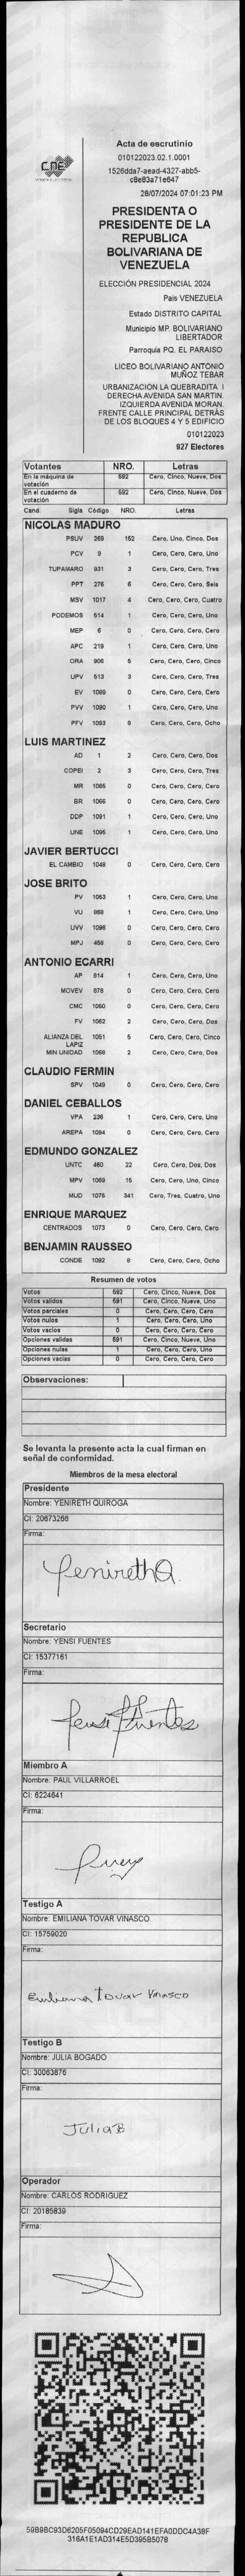 CNE
Acta de escrutinio
010122023.02.1.0001
1526dda7-aead-4327-abb5-
c8e83a71e647
28/07/2024 07:01:23 PM
PRESIDENTA O
PRESIDENTE DE LA
REPUBLICA
BOLIVARIANA DE
VENEZUELA
ELECCIÓN PRESIDENCIAL 2024
Pais VENEZUELA
Estado DISTRITO CAPITAL
Municipio MP. BOLIVARIANO
LIBERTADOR
Parroquia PQ. EL PARAISO
LICEO BOLIVARIANO ANTONIO
MUÑOZ TEBAR
URBANIZACION LA QUEBRADITA I
DERECHA AVENIDA SAN MARTIN.
IZQUIERDA AVENIDA MORAN.
FRENTE CALLE PRINCIPAL DETRÁS
DE LOS BLOQUES 4 Y 5 EDIFICIO
010122023
927 Electores
Votantes NRO. Letras
En la máquina de votación 592 Cero, Cinco, Nueve, Dos
En el cuaderno de votación 592 Cero, Cinco, Nueve, Dos
Cand. Sigla Código NRO. Letras
NICOLAS MADURO
PSUV 269 152 Cero, Uno, Cinco, Dos
PCV 9 1 Cero, Cero, Cero, Uno
TUPAMARO 931 3 Cero, Cero, Cero, Tres
PPT 276 6 Cero, Cero, Cero, Seis
MSV 1017 4 Cero, Cero, Cero, Cuatro
PODEMOS 514 1 Cero, Cero, Cero, Uno
MEP 6 0 Cero, Cero, Cero, Cero
APC 219 1 Cero, Cero, Cero, Uno
ORA 906 5 Cero, Cero, Cero, Cinco
UPV 513 3 Cero, Cero, Cero, Tres
EV 1089 0 Cero, Cero, Cero, Cero
PVV 1090 1 Cero, Cero, Cero, Uno
PFV 1093 8 Cero, Cero, Cero, Ocho
LUIS MARTINEZ
AD 1 2 Cero, Cero, Cero, Dos
COPEI 2 3 Cero, Cero, Cero, Tres
MR 1065 0 Cero, Cero, Cero, Cero
BR 1066 0 Cero, Cero, Cero, Cero
DDP 1091 1 Cero, Cero, Cero, Uno
UNE 1095 1 Cero, Cero, Cero, Uno
JAVIER BERTUCCI
EL CAMBIO 1048 0 Cero, Cero, Cero, Cero
JOSE BRITO
PV 1053 1 Cero, Cero, Cero, Uno
VU 868 1 Cero, Cero, Cero, Uno
UVV 1096 0 Cero, Cero, Cero, Cero
MPJ 458 0 Cero, Cero, Cero, Cero
ANTONIO ECARRI
AP 814 1 Cero, Cero, Cero, Uno
MOVEV 878 0 Cero, Cero, Cero, Cero
CMC 1050 0 Cero, Cero, Cero, Cero
FV 1062 2 Cero, Cero, Cero, Dos
ALIANZA DEL LAPIZ 1051 5 Cero, Cero, Cero, Cinco
MIN UNIDAD 1068 2 Cero, Cero, Cero, Dos
CLAUDIO FERMIN
SPV 1049 0 Cero, Cero, Cero, Cero
DANIEL CEBALLOS
VPA 236 1 Cero, Cero, Cero, Uno
AREPA 1094 0 Cero, Cero, Cero, Cero
EDMUNDO GONZALEZ
UNTC 460 22 Cero, Cero, Dos, Dos
MPV 1059 15 Cero, Cero, Uno, Cinco
MUD 1075 341 Cero, Tres, Cuatro, Uno
ENRIQUE MARQUEZ
CENTRADOS 1073 0 Cero, Cero, Cero, Cero
BENJAMIN RAUSSEO
CONDE 1092 8 Cero, Cero, Cero, Ocho
Resumen de votos
Votos 592 Cero, Cinco, Nueve, Dos
Votos validos 591 Cero, Cinco, Nueve, Uno
Votos parciales 0 Cero, Cero, Cero, Cero
Votos nulos 1 Cero, Cero, Cero, Uno
Votos vacios 0 Cero, Cero, Cero, Cero
Opciones validas 591 Cero, Cinco, Nueve, Uno
Opciones nulas 1 Cero, Cero, Cero, Uno
Opciones vacias 0 Cero, Cero, Cero, Cero
Observaciones:
Se levanta la presente acta la cual firman en
señal de conformidad.
Miembros de la mesa electoral
Presidente
Nombre: YENIRETH QUIROGA
CI: 20673266
Firma:
YenirethQ.
Secretario
Nombre: YENSI FUENTES
CI: 15377161
Firma:
Yensi Fuentes
Miembro A
Nombre: PAUL VILLARROEL
CI: 6224641
Firma:
Testigo A
Nombre: EMILIANA TOVAR VINASCO
CI: 15759020
Firma:
Emiliana Tovar Vinasco
Testigo B
Nombre: JULIA BOGADO
CI: 30063876
Firma:
JuliaB
Operador
Nombre: CARLOS RODRIGUEZ
CI: 20185839
Firma:
59B9BC93D6205F05094CD29EAD141EFA0DDC4A38F
316A1E1AD314E5D395B5078